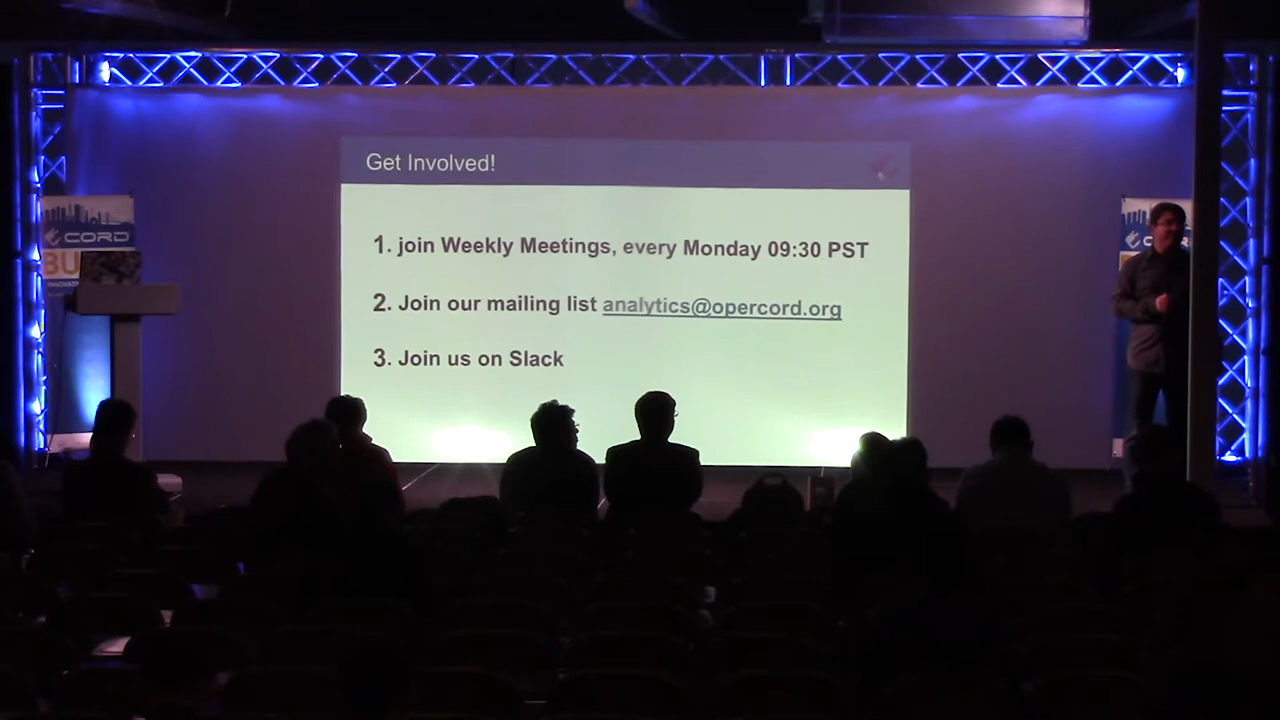 Get Involved!
1. join Weekly Meetings, every Monday 09:30 PST
2. Join our mailing list analytics@opercord.org
3. Join us on Slack
CORD
BU
CORD